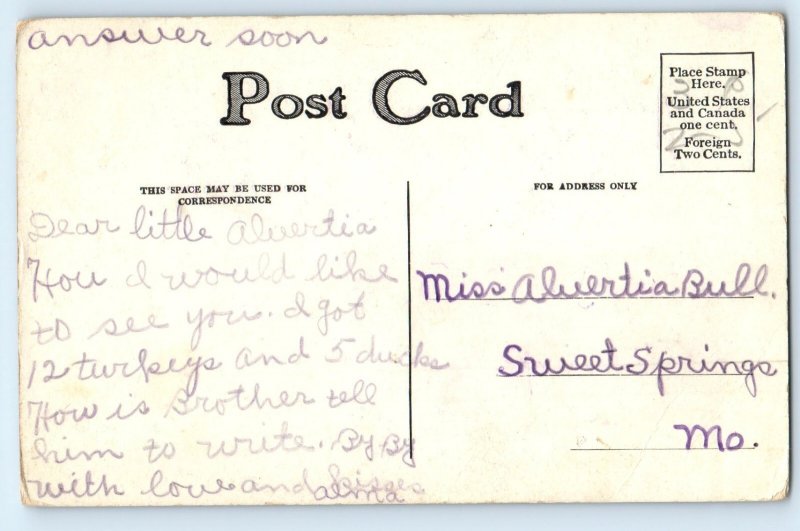 answer soon
Post Card
Place Stamp
Here.
United States
and Canada
one cent.
Foreign
Two Cents.
THIS SPACE MAY BE USED FOR
CORRESPONDENCE
FOR ADDRESS ONLY
Dear little Alvertia
How I would like
to see you. I got
12 turkeys and 5 ducks
How is Brother tell
him to write. By By
with love and kisses
alma
Miss Alvertia Bull.
Sweet Springs
Mo.